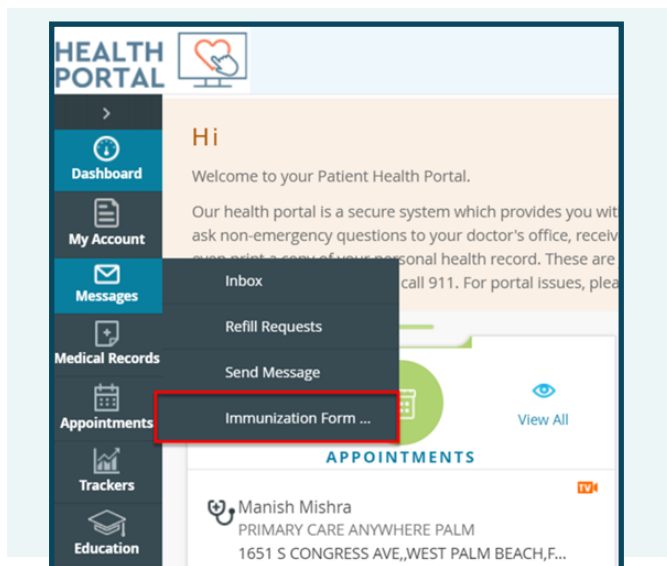 HEALTH
PORTAL
Dashboard
My Account
Messages
Medical Records
Appointments
Trackers
Education
Hi
Welcome to your Patient Health Portal.
Our health portal is a secure system which provides you wit
ask non-emergency questions to your doctor's office, receiv
even print a copy of your personal health record. These are
call 911. For portal issues, plea
Inbox
Refill Requests
Send Message
Immunization Form ...
View All
APPOINTMENTS
TV
Manish Mishra
PRIMARY CARE ANYWHERE PALM
1651 S CONGRESS AVE,,WEST PALM BEACH,F...